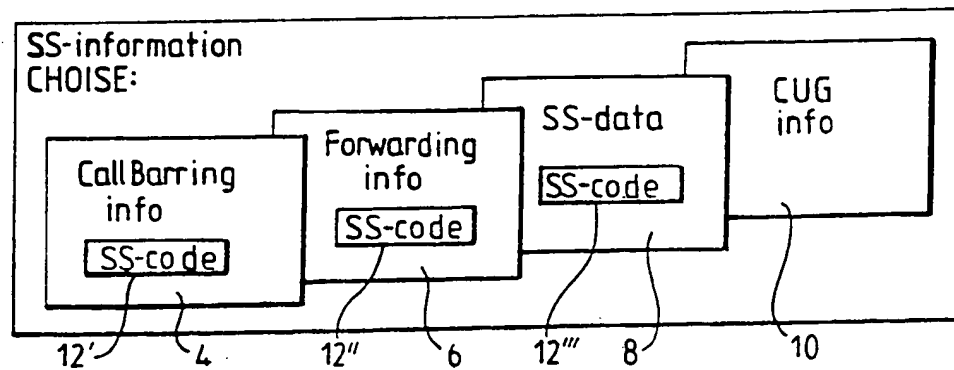 SS-information
CHOISE:
CallBarring
info
SS-code
Forwarding
info
SS-code
SS-data
SS-code
CUG
info
12' 4 12" 6 12"' 8 10